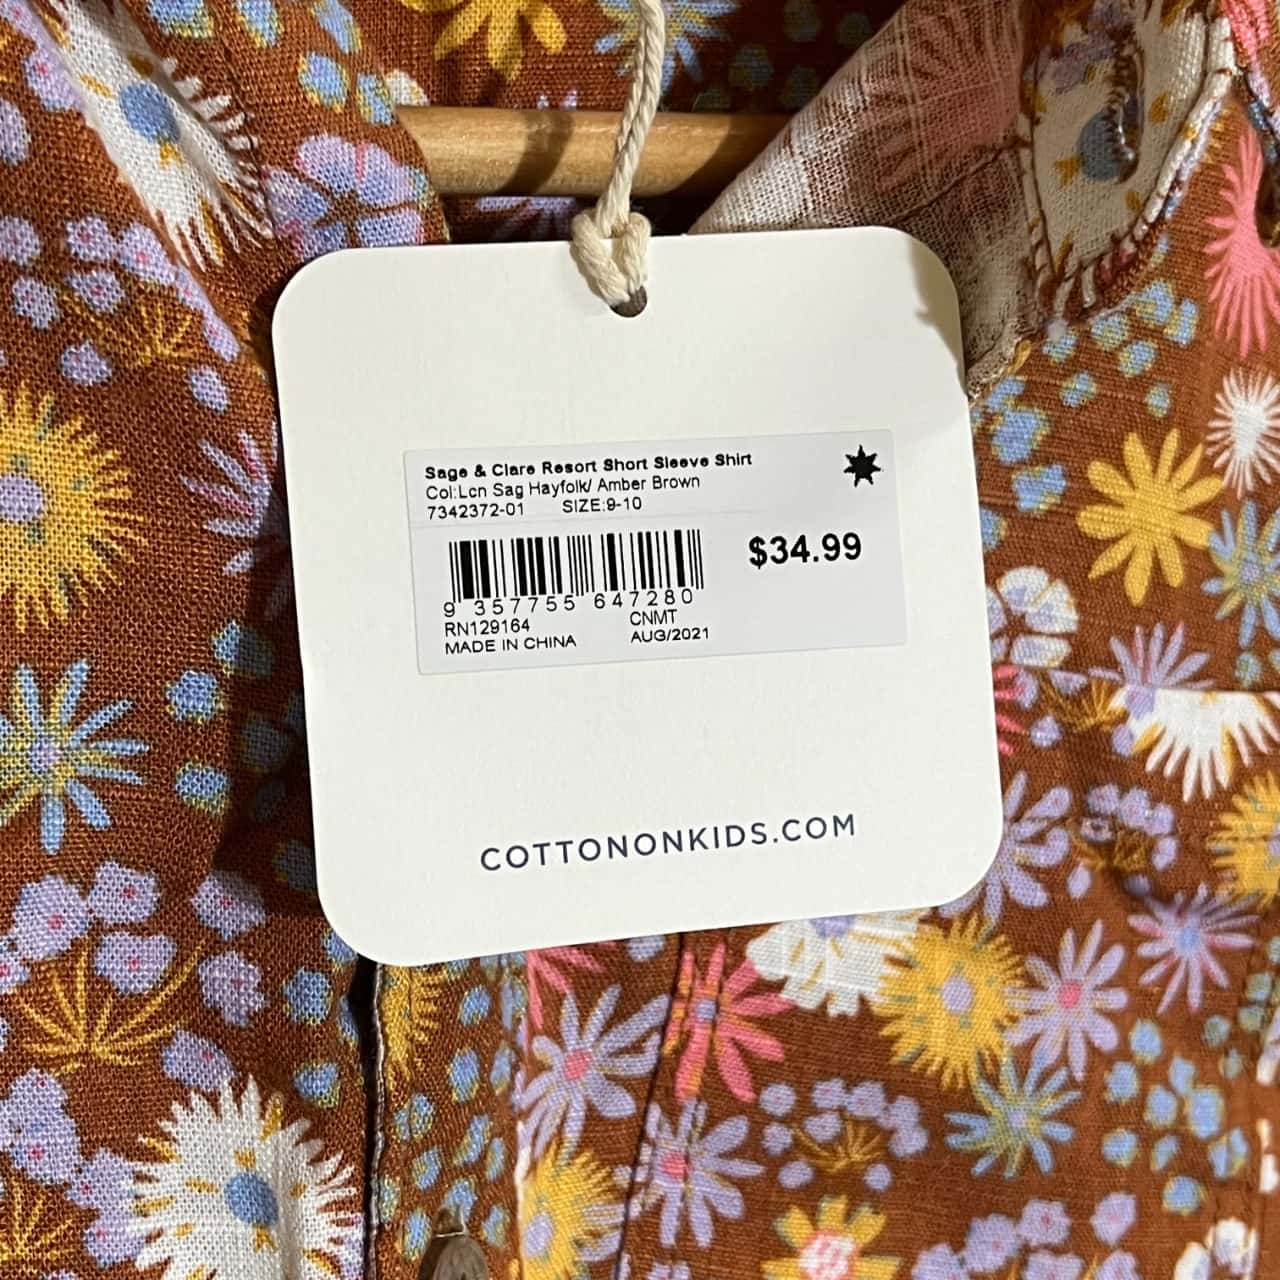 Sage & Clare Resort Short Sleeve Shirt
Col:Lcn Sag Hayfolk/ Amber Brown
7342372-01 SIZE:9-10
$34.99
9 357755 647280
RN129164 CNMT
MADE IN CHINA AUG/2021
COTTONONKIDS.COM